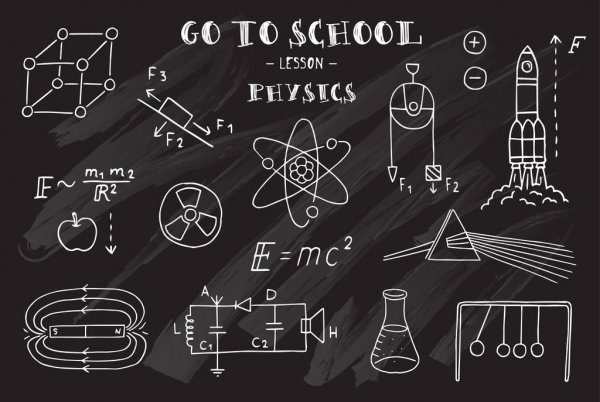 GO TO SCHOOL
– LESSON –
PHYSICS
+
−
F
F3
F2
F1
F1 F2
E ~ m1 m2 / R2
E = mc2
S N
A
D
L
C1
C2
H